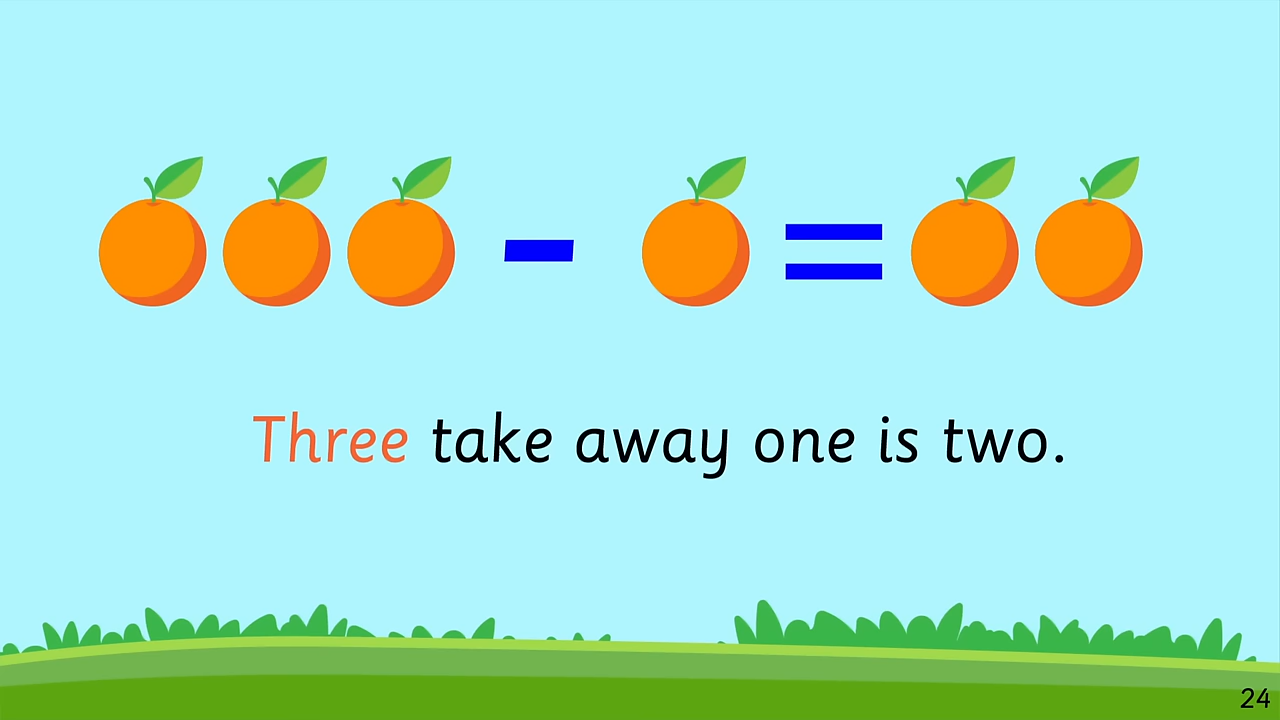 - =
Three take away one is two.
24